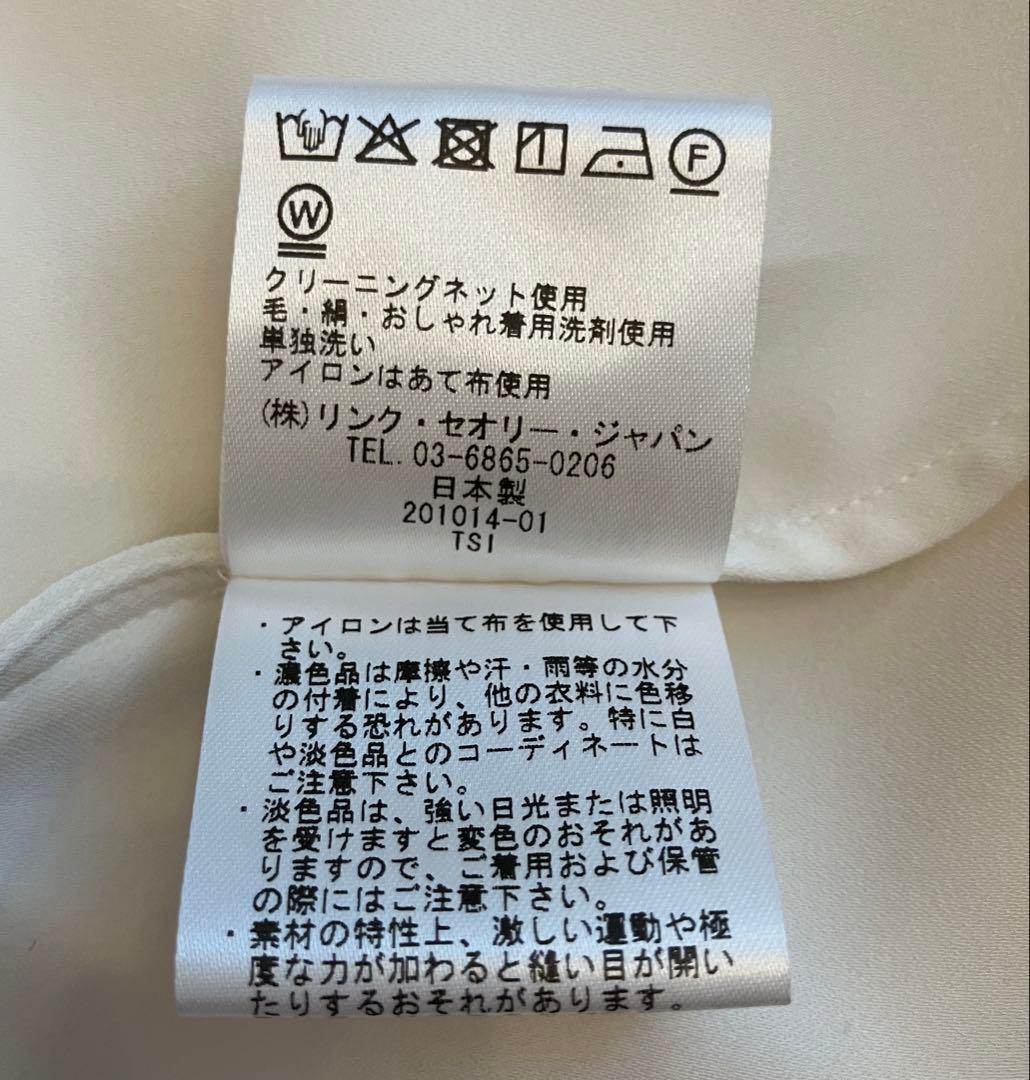 F
W
クリーニングネット使用
毛・絹・おしゃれ着用洗剤使用
単独洗い
アイロンはあて布使用
(株)リンク・セオリー・ジャパン
TEL. 03-6865-0206
日本製
201014-01
TSI
・アイロンは当て布を使用して下
さい。
・濃色品は摩擦や汗・雨等の水分
の付着により、他の衣料に色移
りする恐れがあります。特に白
や淡色品とのコーディネートは
ご注意下さい。
・淡色品は、強い日光または照明
を受けますと変色のおそれがあ
りますので、ご着用および保管
の際にはご注意下さい。
・素材の特性上、激しい運動や極
度な力が加わると縫い目が開い
たりするおそれがあります。